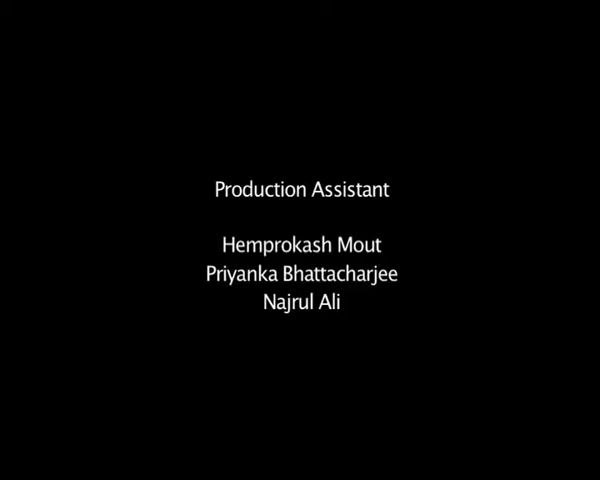 Production Assistant
Hemprokash Mout
Priyanka Bhattacharjee
Najrul Ali